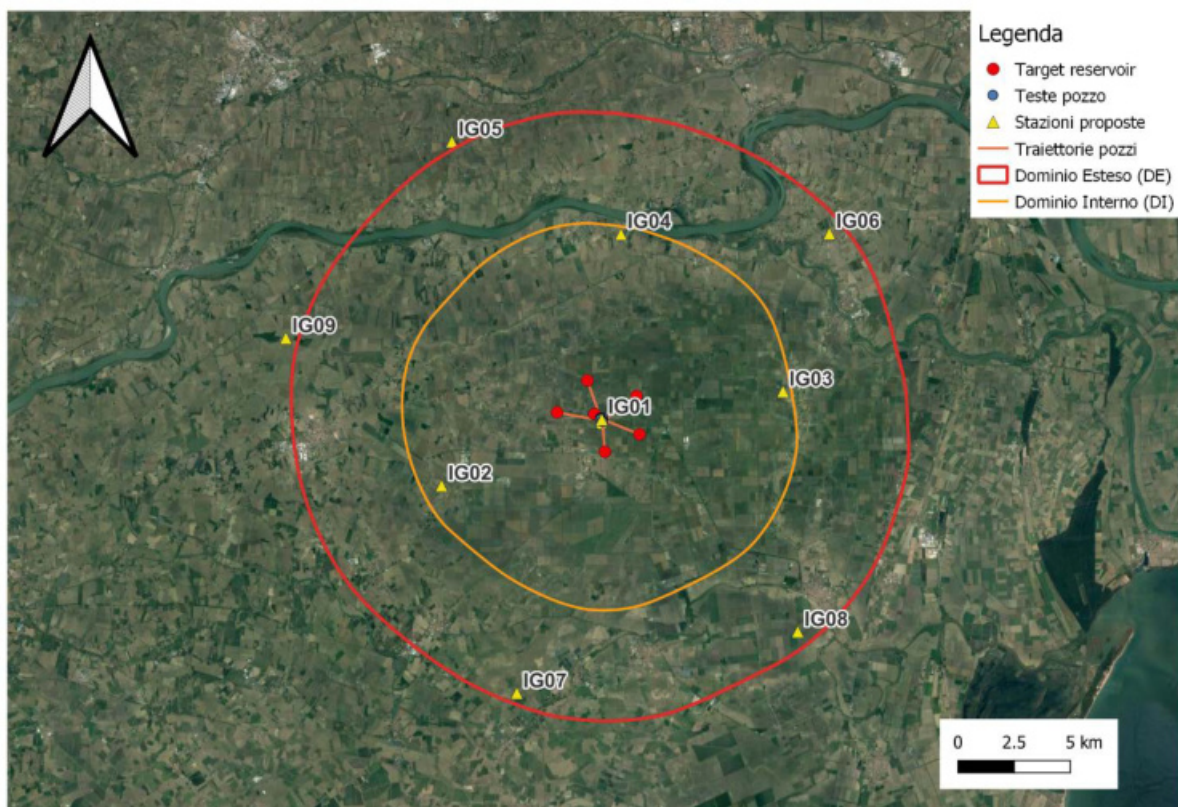 Legenda
Target reservoir
Teste pozzo
Stazioni proposte
Traiettorie pozzi
Dominio Esteso (DE)
Dominio Interno (DI)
IG05
IG04
IG06
IG09
IG03
IG01
IG02
IG08
IG07
0 2.5 5 km